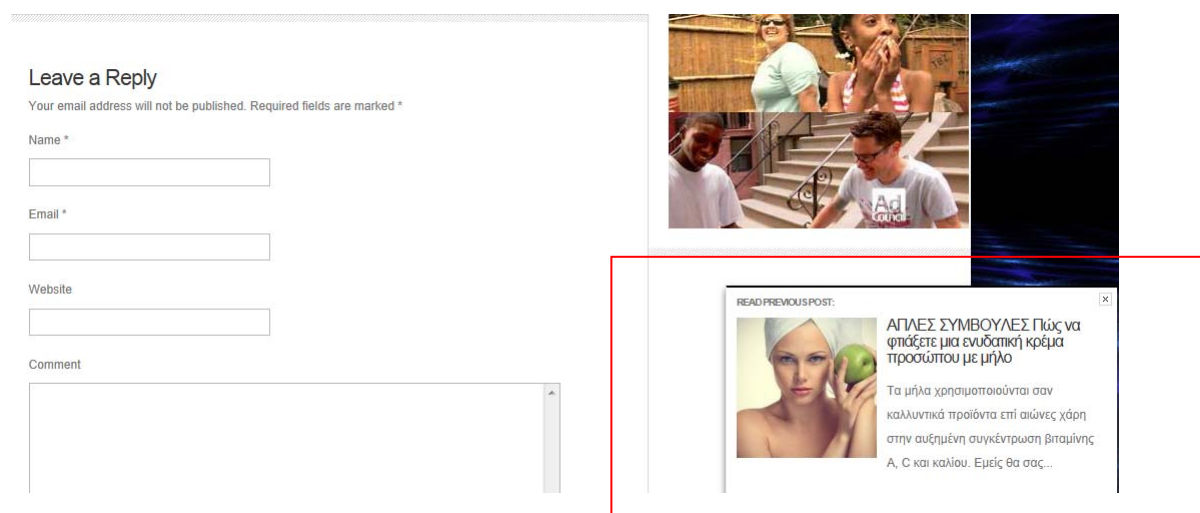 Leave a Reply
Your email address will not be published. Required fields are marked *
Name *
Email *
Website
Comment
Ad
Council
READ PREVIOUS POST:
ΑΠΛΕΣ ΣΥΜΒΟΥΛΕΣ Πώς να
φτιάξετε μια ενυδατική κρέμα
προσώπου με μήλο
Τα μήλα χρησιμοποιούνται σαν
καλλυντικά προϊόντα επί αιώνες χάρη
στην αυξημένη συγκέντρωση βιταμίνης
Α, C και καλίου. Εμείς θα σας...